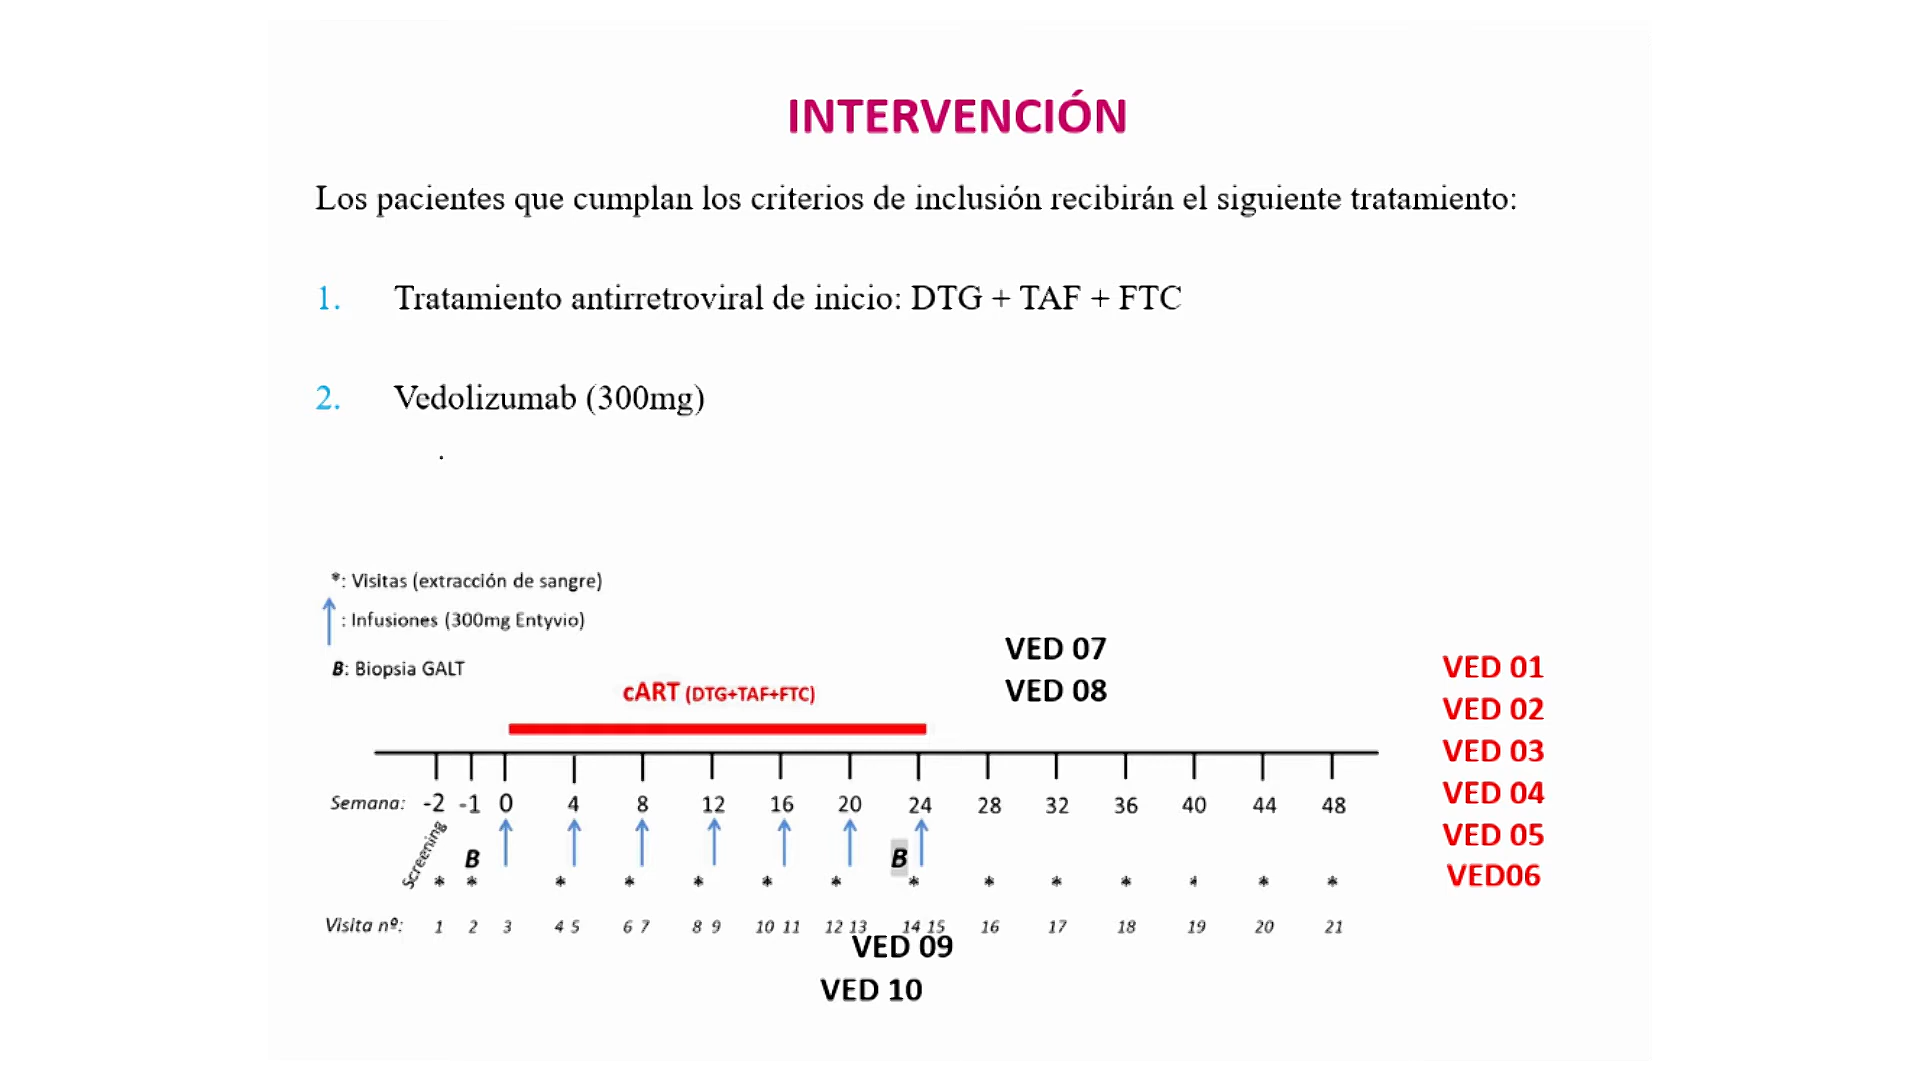 INTERVENCIÓN
Los pacientes que cumplan los criterios de inclusión recibirán el siguiente tratamiento:
1. Tratamiento antirretroviral de inicio: DTG + TAF + FTC
2. Vedolizumab (300mg)
.
*: Visitas (extracción de sangre)
: Infusiones (300mg Entyvio)
B: Biopsia GALT
cART (DTG+TAF+FTC)
VED 07
VED 08
VED 01
VED 02
VED 03
VED 04
VED 05
VED06
Semana: -2 -1 0 4 8 12 16 20 24 28 32 36 40 44 48
Screening
B B
* * * * * * * * * * * * * *
Visita nº: 1 2 3 4 5 6 7 8 9 10 11 12 13 14 15 16 17 18 19 20 21
VED 09
VED 10